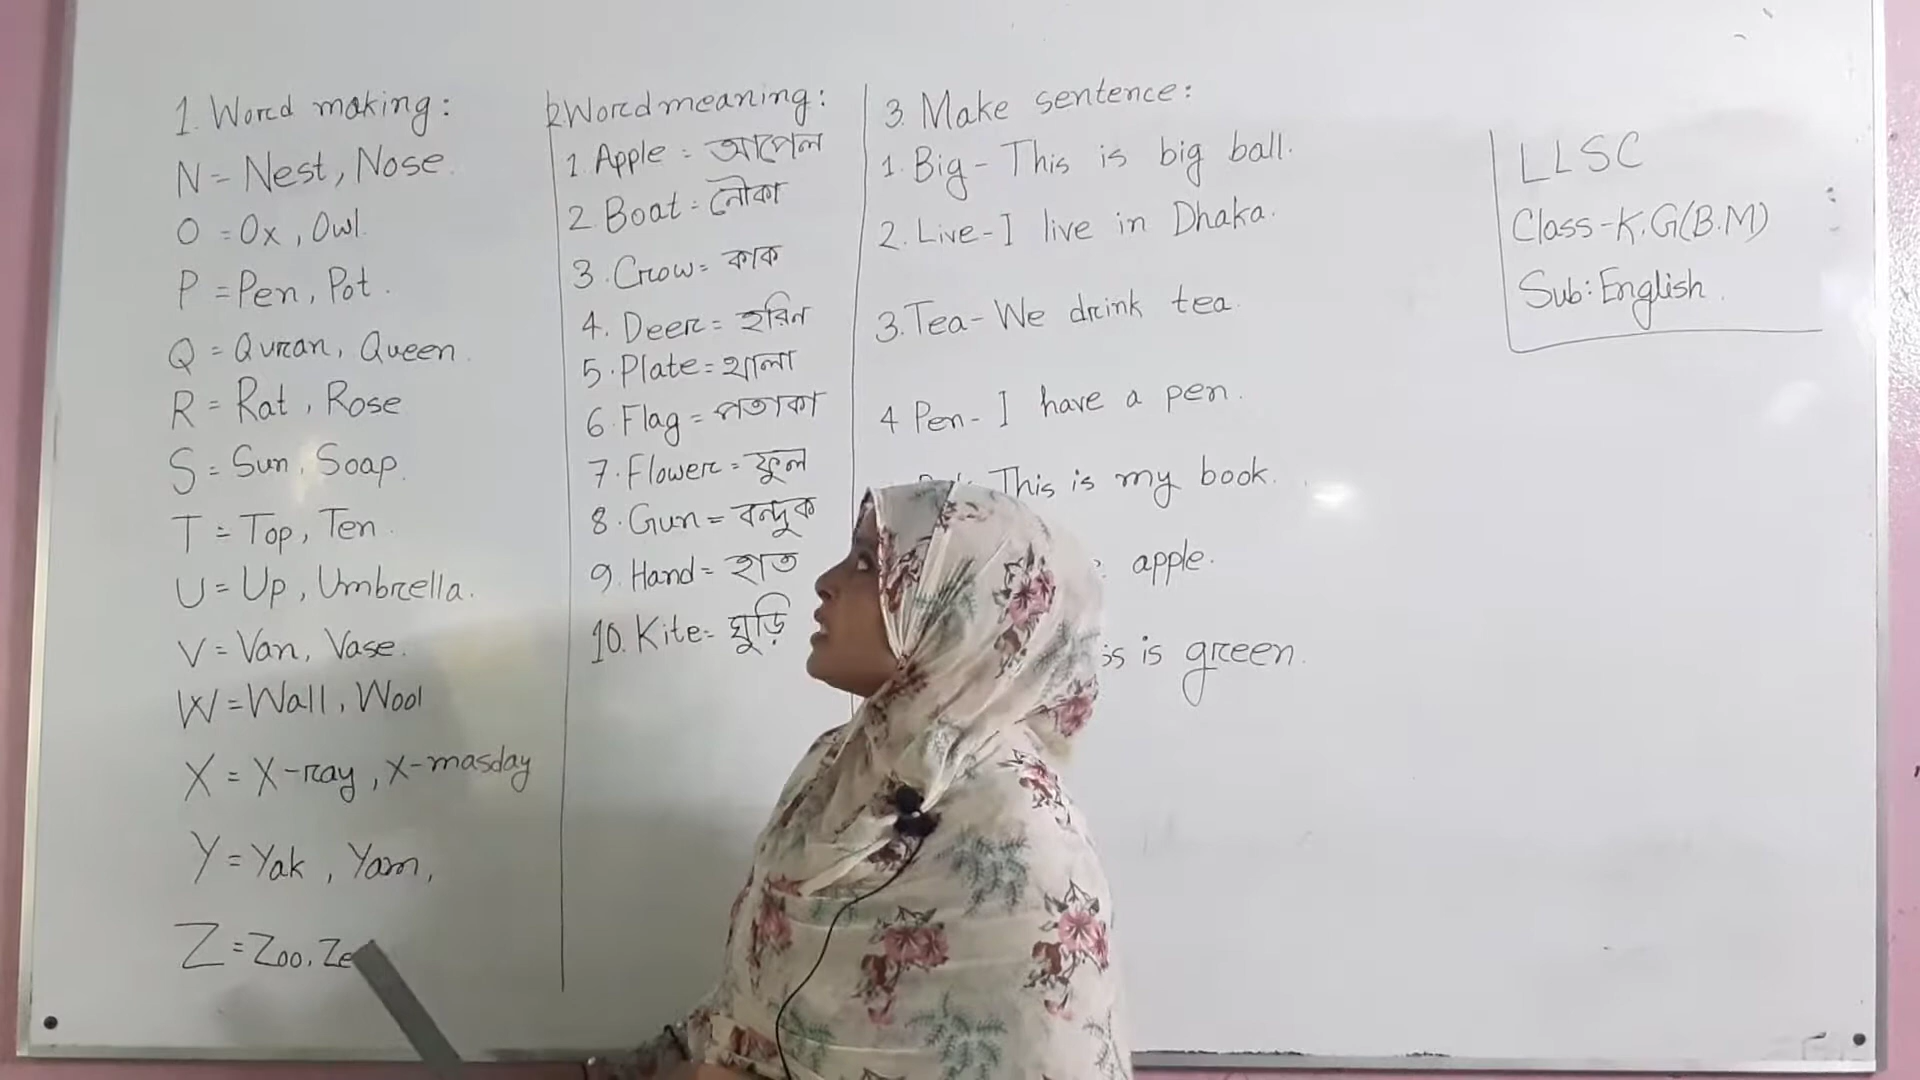 1. Word making:
N = Nest, Nose.
O = Ox, Owl.
P = Pen, Pot.
Q = Quran, Queen.
R = Rat, Rose
S = Sun, Soap.
T = Top, Ten.
U = Up, Umbrella.
V = Van, Vase.
W = Wall, Wool
X = X-ray, X-masday
Y = Yak, Yam,
Z = Zoo, Ze
2. Word meaning:
1. Apple = আপেল
2. Boat = নৌকা
3. Crow = কাক
4. Deer = হরিন
5. Plate = থালা
6. Flag = পতাকা
7. Flower = ফুল
8. Gun = বন্দুক
9. Hand = হাত
10. Kite = ঘুড়ি
3. Make sentence:
1. Big - This is big ball.
2. Live - I live in Dhaka.
3. Tea - We drink tea.
4 Pen - I have a pen.
This is my book.
apple.
is green.
LLSC
Class - K.G(B.M)
Sub: English.